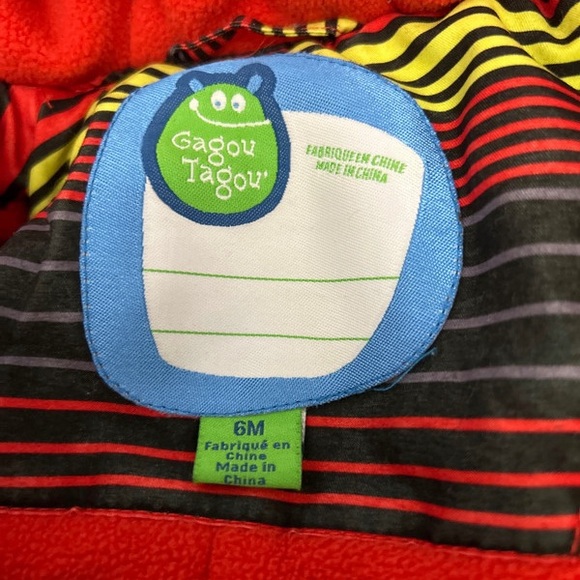 Gagou
Tagou
FABRIQUE EN CHINE
MADE IN CHINA
6M
Fabriqué en
Chine
Made in
China